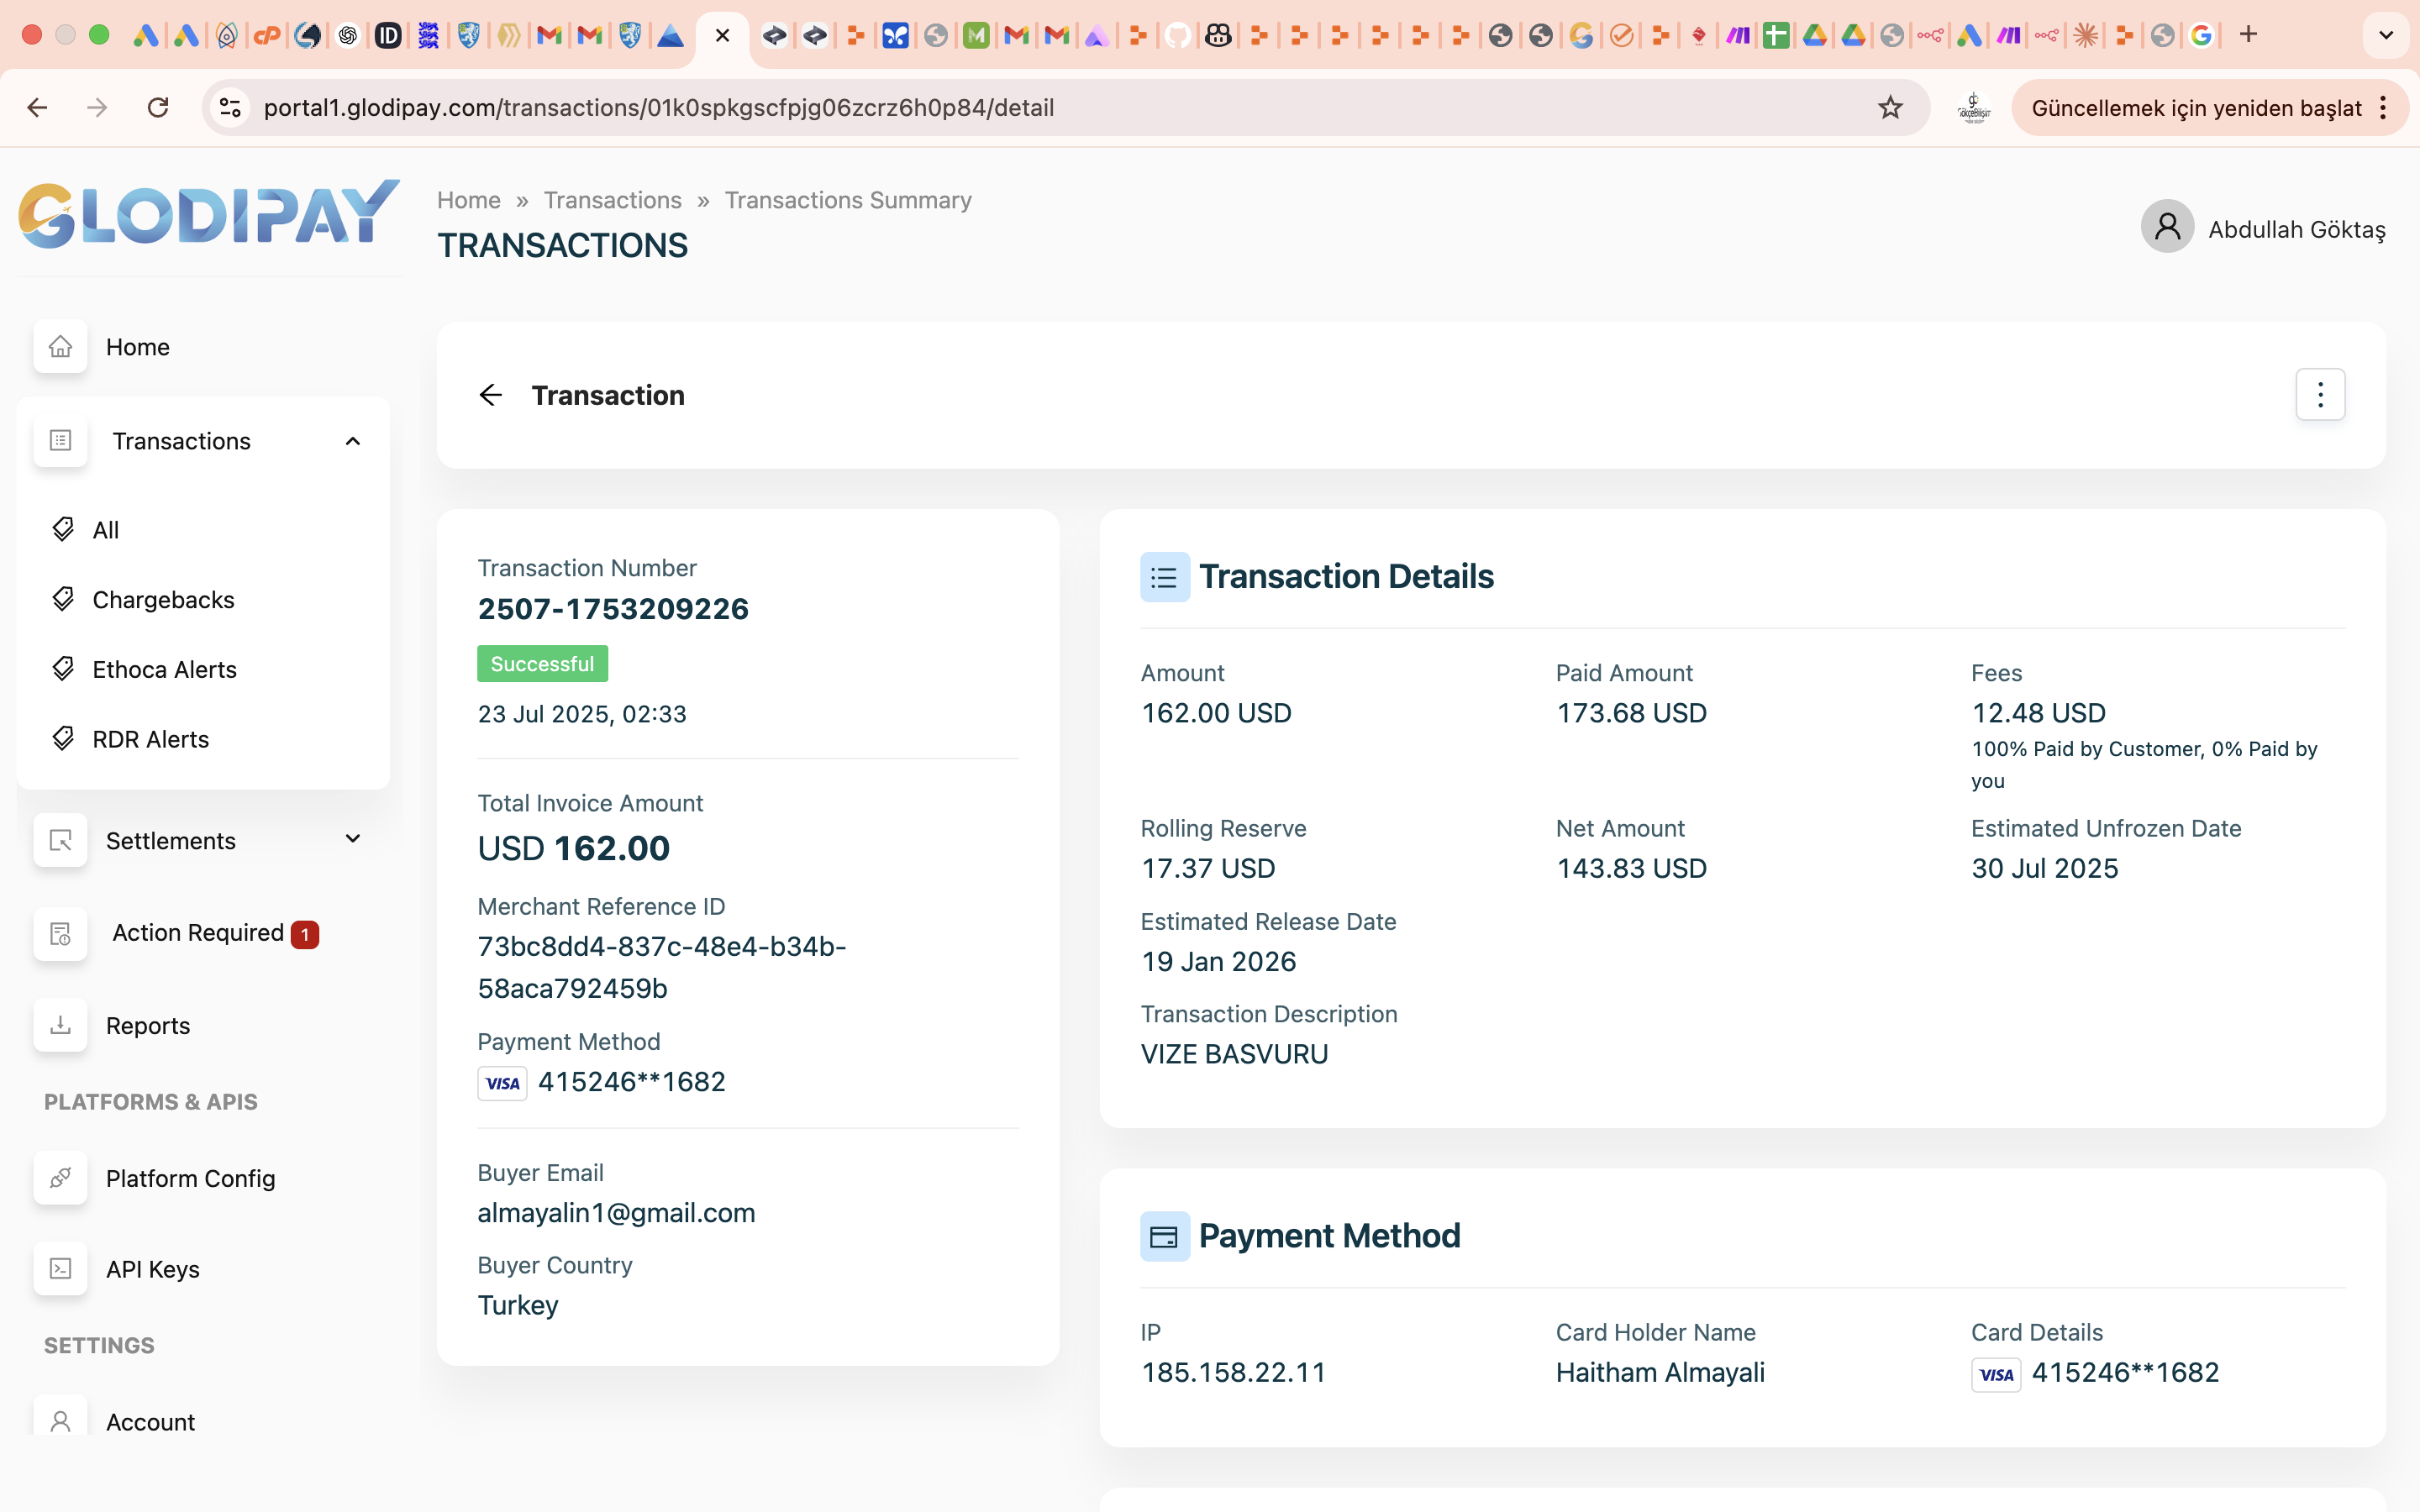 portal1.glodipay.com/transactions/01k0spkgscfpjg06zcrz6h0p84/detail
Güncellemek için yeniden başlat
GLODIPAY
Home » Transactions » Transactions Summary
TRANSACTIONS
Abdullah Göktaş
Home
Transactions
All
Chargebacks
Ethoca Alerts
RDR Alerts
Settlements
Action Required 1
Reports
PLATFORMS & APIS
Platform Config
API Keys
SETTINGS
Account
Transaction
Transaction Number
2507-1753209226
Successful
23 Jul 2025, 02:33
Total Invoice Amount
USD 162.00
Merchant Reference ID
73bc8dd4-837c-48e4-b34b-
58aca792459b
Payment Method
VISA 415246**1682
Buyer Email
almayalin1@gmail.com
Buyer Country
Turkey
Transaction Details
Amount
162.00 USD
Paid Amount
173.68 USD
Fees
12.48 USD
100% Paid by Customer, 0% Paid by
you
Rolling Reserve
17.37 USD
Net Amount
143.83 USD
Estimated Unfrozen Date
30 Jul 2025
Estimated Release Date
19 Jan 2026
Transaction Description
VIZE BASVURU
Payment Method
IP
185.158.22.11
Card Holder Name
Haitham Almayali
Card Details
VISA 415246**1682